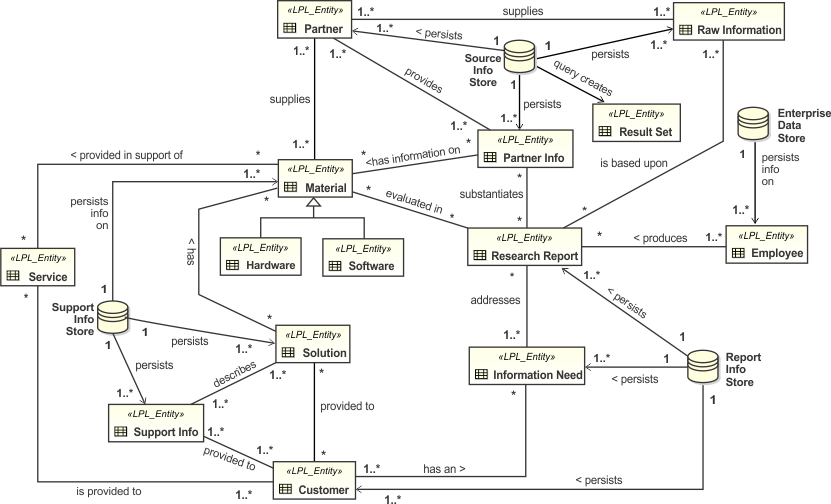 «LPL_Entity»
Partner
1..*
supplies
1..*
«LPL_Entity»
Raw Information
1..*
1..*
1..*
< persists
1
Source
Info
Store
1
persists
1..*
1..*
query creates
1
persists
1..*
supplies
provides
1..*
1..*
«LPL_Entity»
Result Set
Enterprise
Data
Store
1
persists
info
on
1..*
< provided in support of
*
*
<has information on
*
«LPL_Entity»
Partner Info
*
substantiates
*
is based upon
*
1..*
«LPL_Entity»
Material
*
*
evaluated in
*
persists
info
on
< has
«LPL_Entity»
Hardware
«LPL_Entity»
Software
«LPL_Entity»
Research Report
*
< produces
1..*
«LPL_Entity»
Employee
*
«LPL_Entity»
Service
*
*
addresses
1..*
1..*
< persists
1
1
Support
Info
Store
1
persists
1..*
1
persists
1..*
*
«LPL_Entity»
Solution
1..*
describes
1..*
*
provided to
*
«LPL_Entity»
Information Need
1..*
1
< persists
Report
Info
Store
1
*
«LPL_Entity»
Support Info
1..*
provided to
1..*
«LPL_Entity»
Customer
1..*
has an >
< persists
1..*
is provided to
1..*